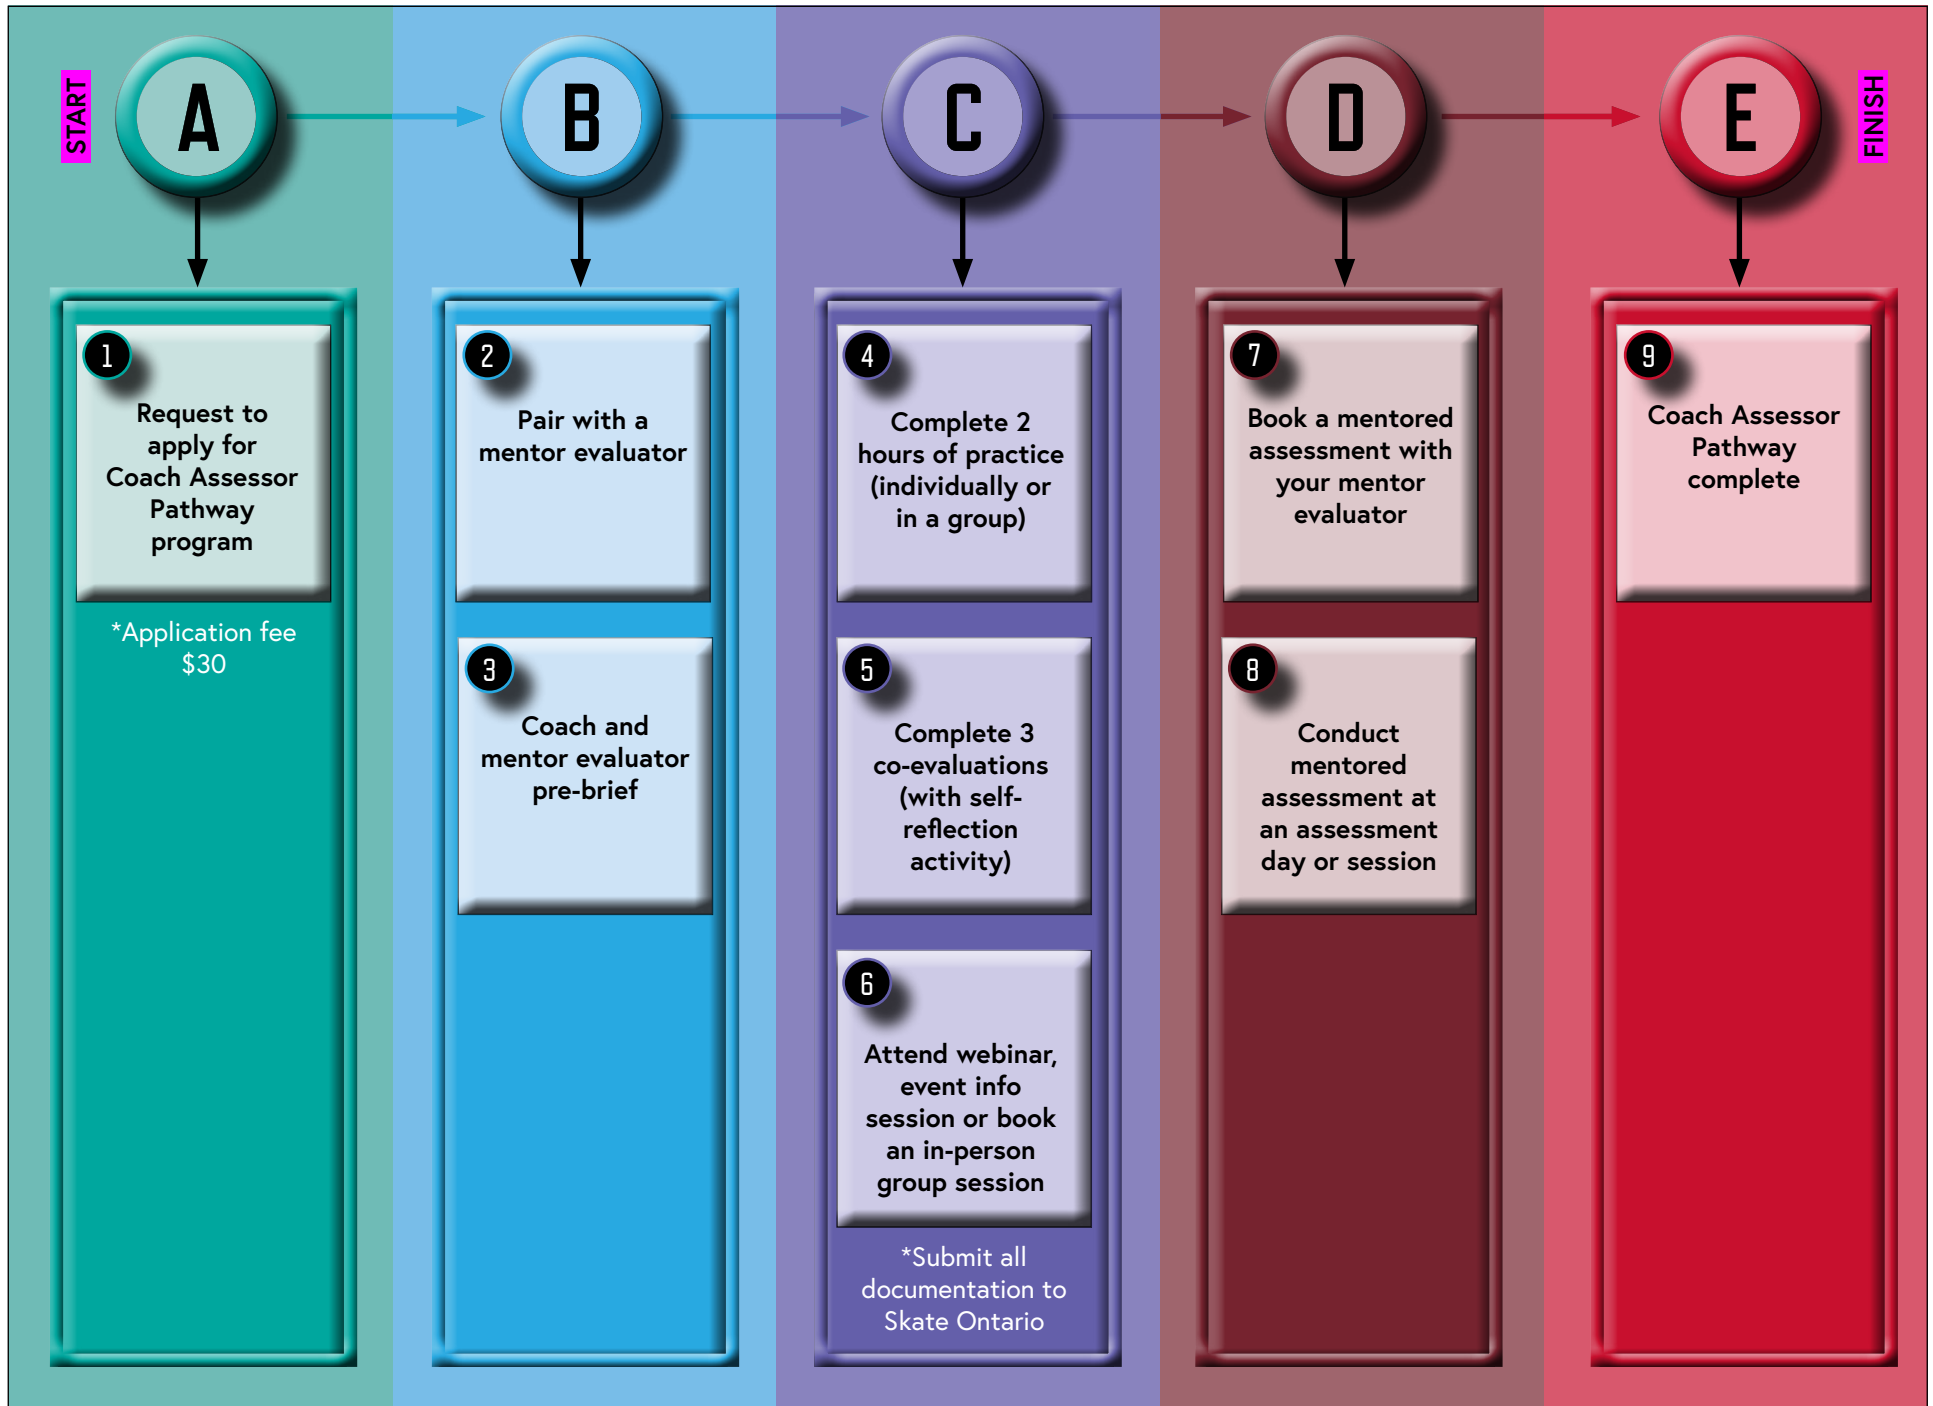 START
A
B
C
D
E
FINISH
1
Request to
apply for
Coach Assessor
Pathway
program
*Application fee
$30
2
Pair with a
mentor evaluator
3
Coach and
mentor evaluator
pre-brief
4
Complete 2
hours of practice
(individually or
in a group)
5
Complete 3
co-evaluations
(with self-
reflection
activity)
6
Attend webinar,
event info
session or book
an in-person
group session
*Submit all
documentation to
Skate Ontario
7
Book a mentored
assessment with
your mentor
evaluator
8
Conduct
mentored
assessment at
an assessment
day or session
9
Coach Assessor
Pathway
complete